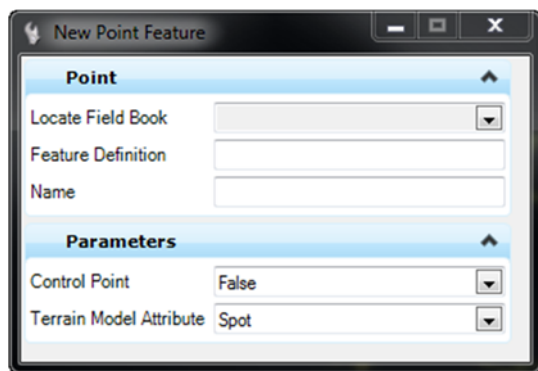 New Point Feature
Point
Locate Field Book
Feature Definition
Name
Parameters
Control Point False
Terrain Model Attribute Spot